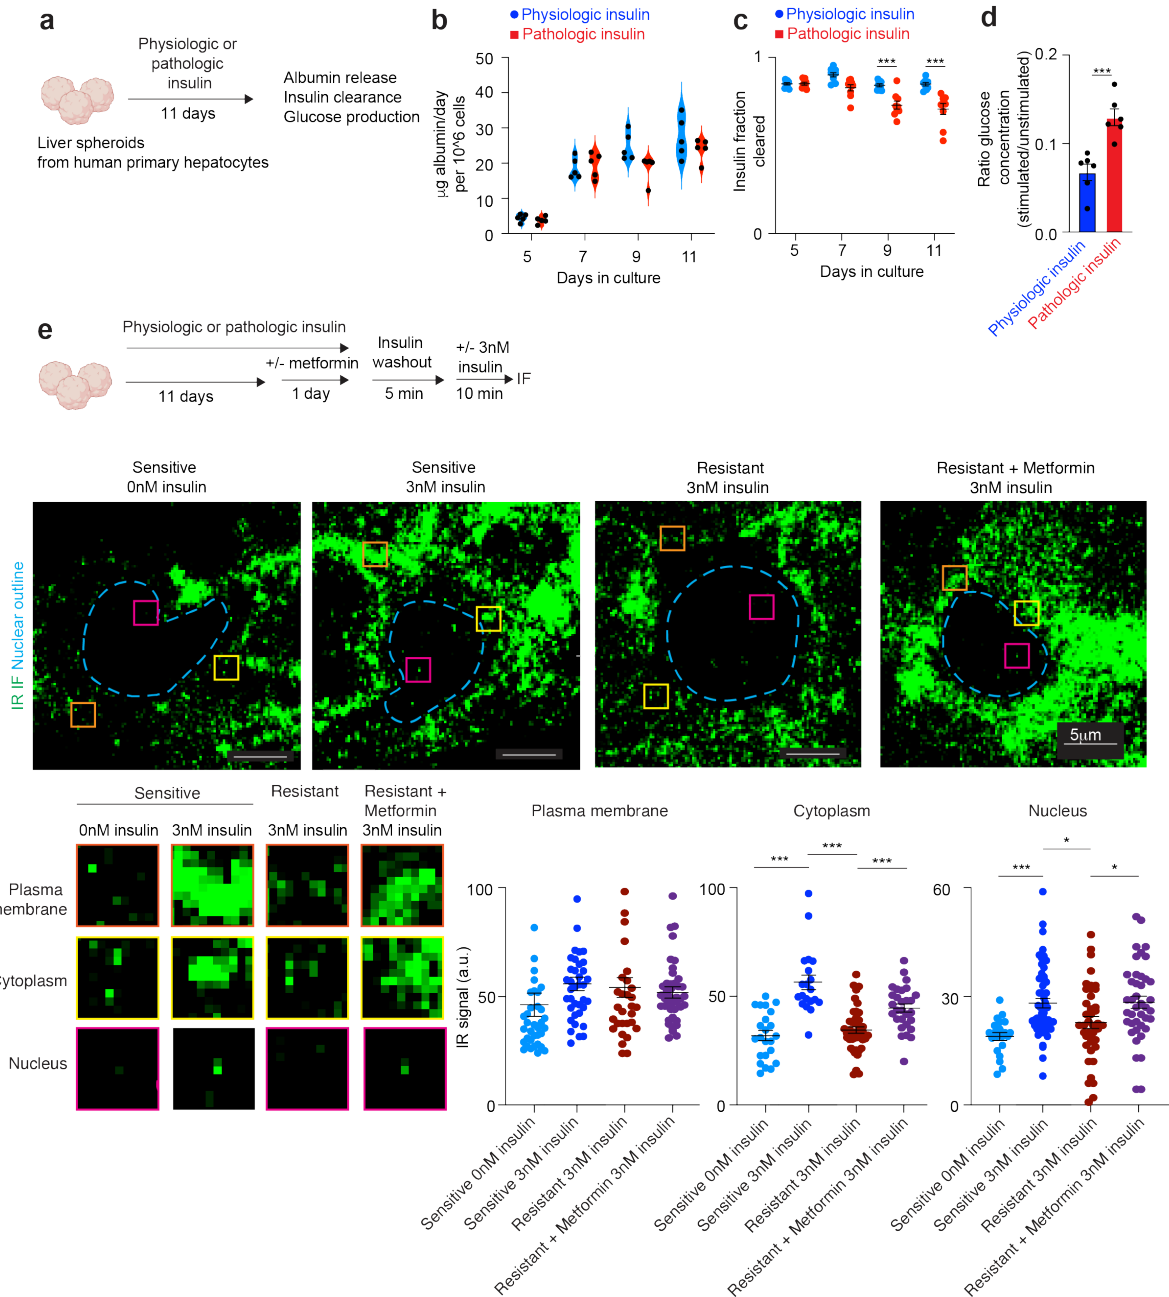 a
Physiologic or
pathologic
insulin
11 days
Albumin release
Insulin clearance
Glucose production
Liver spheroids
from human primary hepatocytes
b
Physiologic insulin
Pathologic insulin
μg albumin/day
per 10^6 cells
50
40
30
20
10
0
5 7 9 11
Days in culture
c
Physiologic insulin
Pathologic insulin
Insulin fraction
cleared
1
0
*** ***
5 7 9 11
Days in culture
d
Ratio glucose
concentration
(stimulated/unstimulated)
0.2
0.1
0.0
***
Physiologic insulin
Pathologic insulin
e
Physiologic or pathologic insulin
+/- metformin
11 days
1 day
Insulin
washout
5 min
+/- 3nM
insulin
10 min
IF
Sensitive
0nM insulin
Sensitive
3nM insulin
Resistant
3nM insulin
Resistant + Metformin
3nM insulin
IR IF Nuclear outline
5μm
Sensitive
Resistant
Resistant +
Metformin
0nM insulin
3nM insulin
3nM insulin
3nM insulin
Plasma
membrane
Cytoplasm
Nucleus
Plasma membrane
IR signal (a.u.)
100
50
0
Sensitive 0nM insulin
Sensitive 3nM insulin
Resistant 3nM insulin
Resistant + Metformin 3nM insulin
Cytoplasm
*** *** ***
100
50
0
Sensitive 0nM insulin
Sensitive 3nM insulin
Resistant 3nM insulin
Resistant + Metformin 3nM insulin
Nucleus
*** * *
60
30
0
Sensitive 0nM insulin
Sensitive 3nM insulin
Resistant 3nM insulin
Resistant + Metformin 3nM insulin